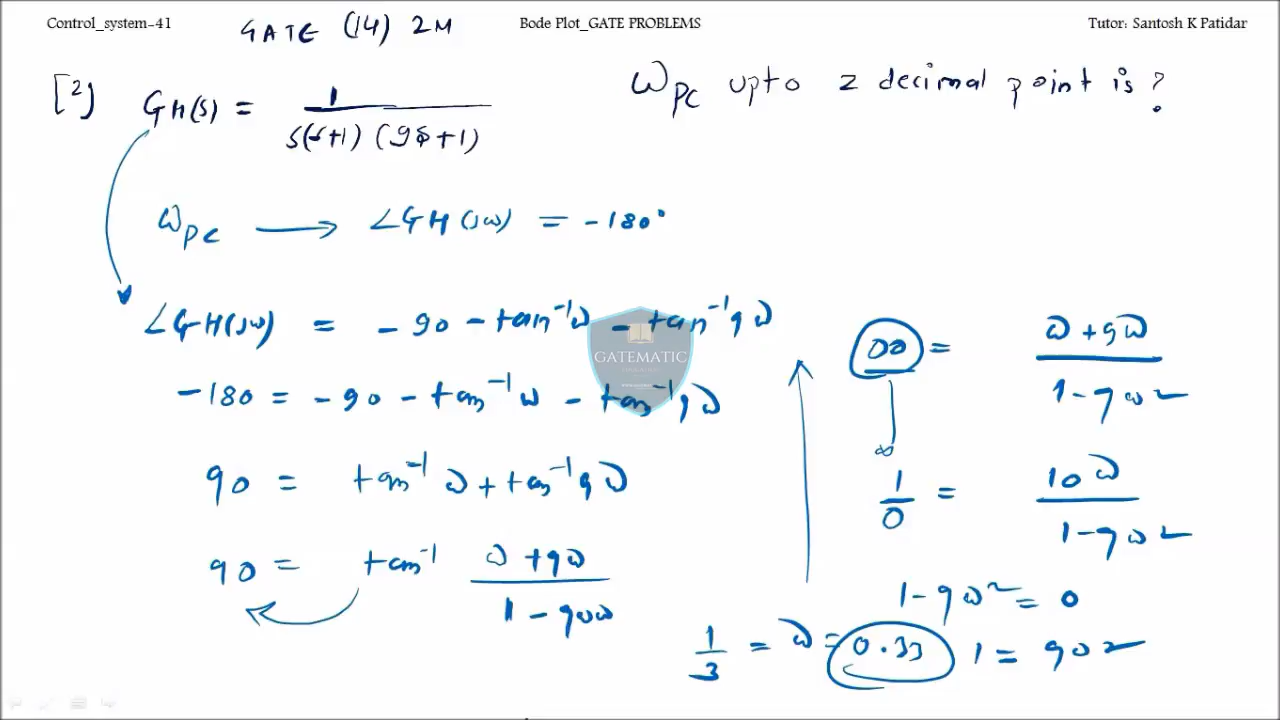 Control_system-41
Bode Plot_GATE PROBLEMS
Tutor: Santosh K Patidar
GATE (14) 2M
[2] GH(s) = 1 / s(s+1) (9s+1)
ωpc upto 2 decimal point is ?
ωpc → ∠GH(jω) = -180°
∠GH(jω) = -90 - tan⁻¹ω - tan⁻¹9ω
-180 = -90 - tan⁻¹ω - tan⁻¹9ω
90 = tan⁻¹ω + tan⁻¹9ω
90 = tan⁻¹ ω+9ω / 1-9ωω
GATEMATIC
∞ = ω+9ω / 1-9ω²
∞
1/0 = 10ω / 1-9ω²
1-9ω² = 0
1/3 = ω = 0.33
1 = 9ω²